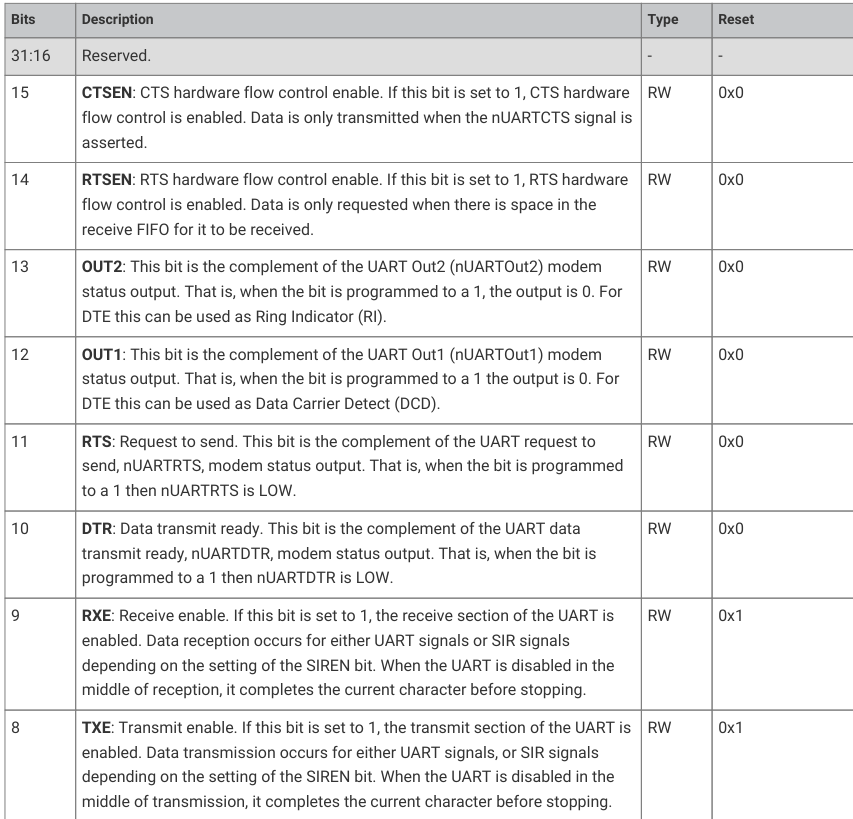 Bits Description Type Reset
31:16 Reserved. - -
15 CTSEN: CTS hardware flow control enable. If this bit is set to 1, CTS hardware RW 0x0
flow control is enabled. Data is only transmitted when the nUARTCTS signal is
asserted.
14 RTSEN: RTS hardware flow control enable. If this bit is set to 1, RTS hardware RW 0x0
flow control is enabled. Data is only requested when there is space in the
receive FIFO for it to be received.
13 OUT2: This bit is the complement of the UART Out2 (nUARTOut2) modem RW 0x0
status output. That is, when the bit is programmed to a 1, the output is 0. For
DTE this can be used as Ring Indicator (RI).
12 OUT1: This bit is the complement of the UART Out1 (nUARTOut1) modem RW 0x0
status output. That is, when the bit is programmed to a 1 the output is 0. For
DTE this can be used as Data Carrier Detect (DCD).
11 RTS: Request to send. This bit is the complement of the UART request to RW 0x0
send, nUARTRTS, modem status output. That is, when the bit is programmed
to a 1 then nUARTRTS is LOW.
10 DTR: Data transmit ready. This bit is the complement of the UART data RW 0x0
transmit ready, nUARTDTR, modem status output. That is, when the bit is
programmed to a 1 then nUARTDTR is LOW.
9 RXE: Receive enable. If this bit is set to 1, the receive section of the UART is RW 0x1
enabled. Data reception occurs for either UART signals or SIR signals
depending on the setting of the SIREN bit. When the UART is disabled in the
middle of reception, it completes the current character before stopping.
8 TXE: Transmit enable. If this bit is set to 1, the transmit section of the UART is RW 0x1
enabled. Data transmission occurs for either UART signals, or SIR signals
depending on the setting of the SIREN bit. When the UART is disabled in the
middle of transmission, it completes the current character before stopping.